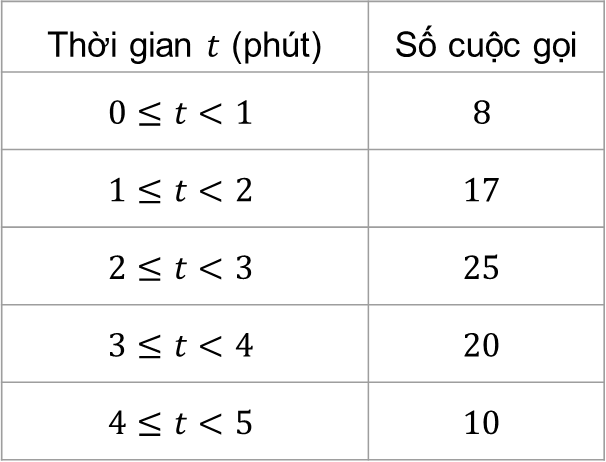 Thời gian t (phút) Số cuộc gọi
0 ≤ t < 1 8
1 ≤ t < 2 17
2 ≤ t < 3 25
3 ≤ t < 4 20
4 ≤ t < 5 10